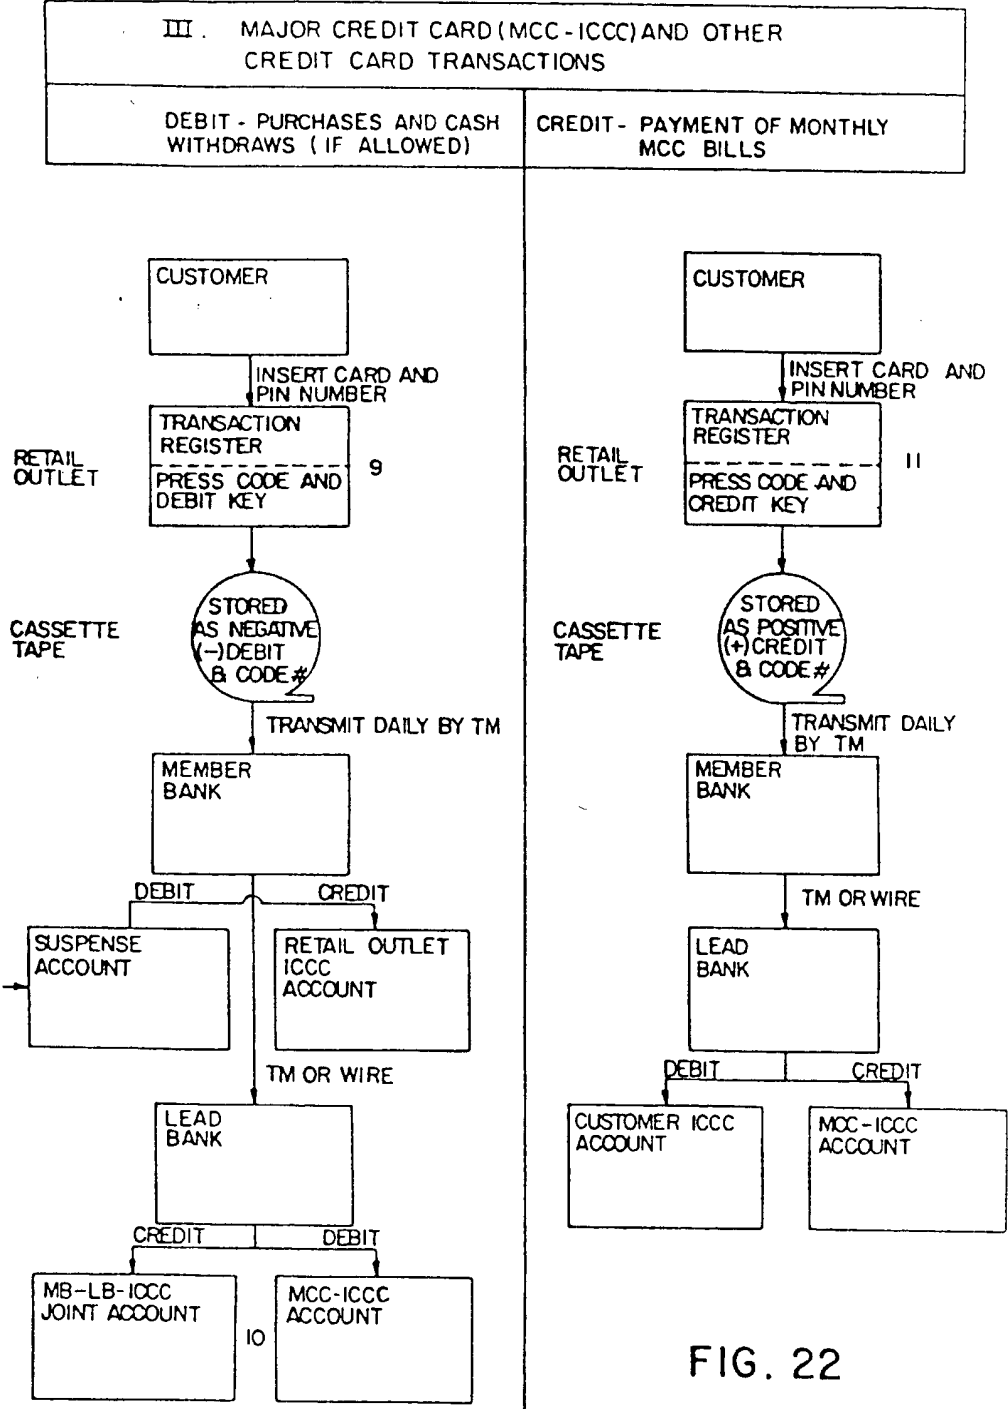 III. MAJOR CREDIT CARD (MCC-ICCC) AND OTHER
CREDIT CARD TRANSACTIONS
DEBIT - PURCHASES AND CASH
WITHDRAWS (IF ALLOWED)
CREDIT - PAYMENT OF MONTHLY
MCC BILLS
CUSTOMER
INSERT CARD AND
PIN NUMBER
RETAIL
OUTLET
TRANSACTION
REGISTER
PRESS CODE AND
DEBIT KEY
9
CASSETTE
TAPE
STORED
AS NEGATIVE
(-) DEBIT
& CODE #
TRANSMIT DAILY BY TM
MEMBER
BANK
DEBIT
CREDIT
SUSPENSE
ACCOUNT
RETAIL OUTLET
ICCC
ACCOUNT
TM OR WIRE
LEAD
BANK
CREDIT
DEBIT
MB-LB-ICCC
JOINT ACCOUNT
10
MCC-ICCC
ACCOUNT
CUSTOMER
INSERT CARD AND
PIN NUMBER
RETAIL
OUTLET
TRANSACTION
REGISTER
PRESS CODE AND
CREDIT KEY
11
CASSETTE
TAPE
STORED
AS POSITIVE
(+) CREDIT
& CODE #
TRANSMIT DAILY
BY TM
MEMBER
BANK
TM OR WIRE
LEAD
BANK
DEBIT
CREDIT
CUSTOMER ICCC
ACCOUNT
MCC-ICCC
ACCOUNT
FIG. 22